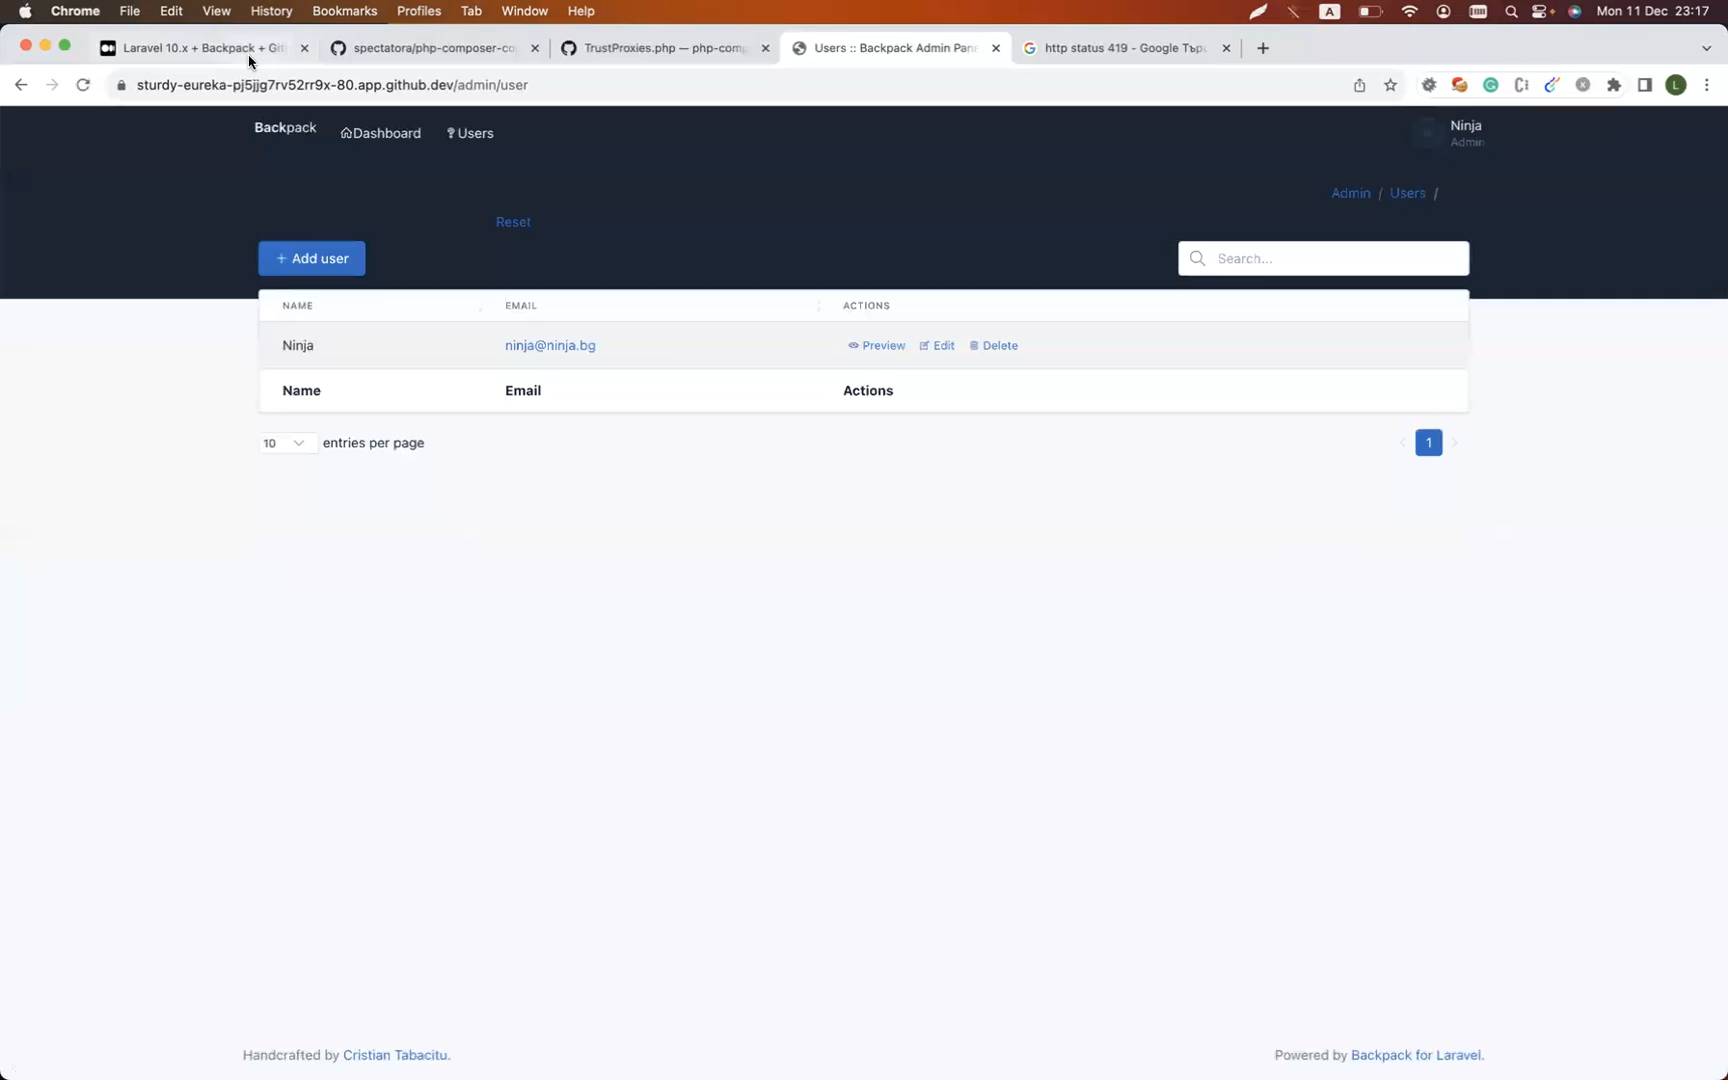 Chrome File Edit View History Bookmarks Profiles Tab Window Help A Mon 11 Dec 23:17
Laravel 10.x + Backpack + Git spectatora/php-composer-co TrustProxies.php — php-comp Users :: Backpack Admin Pan http status 419 - Google Тър
sturdy-eureka-pj5jjg7rv52rr9x-80.app.github.dev/admin/user L
Backpack Dashboard Users Ninja
Admin
Admin / Users /
Reset
+ Add user Search...
NAME EMAIL ACTIONS
Ninja ninja@ninja.bg Preview Edit Delete
Name Email Actions
10 entries per page 1
Handcrafted by Cristian Tabacitu. Powered by Backpack for Laravel.